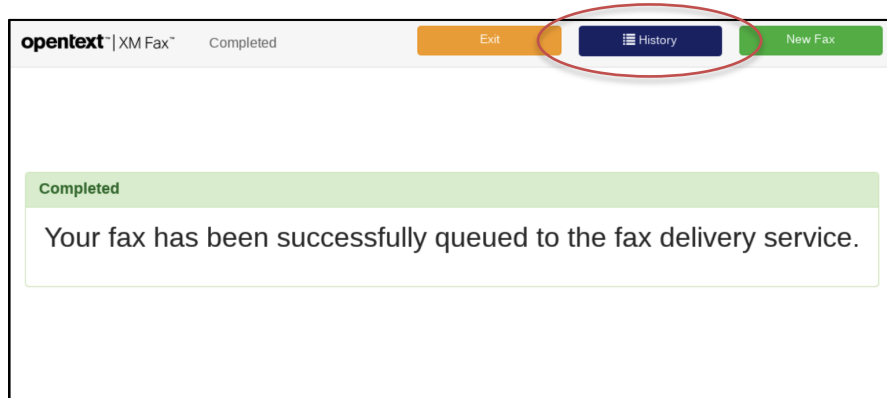 opentext™ | XM Fax™ Completed Exit History New Fax
Completed
Your fax has been successfully queued to the fax delivery service.